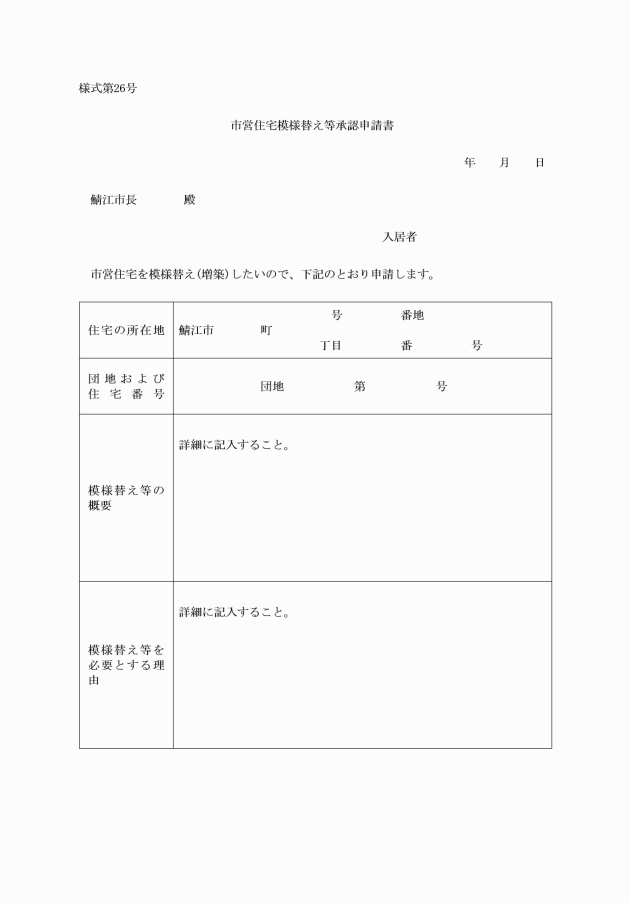 様式第26号
市営住宅模様替え等承認申請書
年　　月　　日
鯖江市長　　　　殿
入居者
市営住宅を模様替え(増築)したいので、下記のとおり申請します。
住宅の所在地
号　　　　　番地
鯖江市　　　　町
丁目　　　　　番　　　　　号
団地および
住宅番号
団地　　　　　　第　　　　　　号
模様替え等の
概要
詳細に記入すること。
模様替え等を
必要とする理
由
詳細に記入すること。